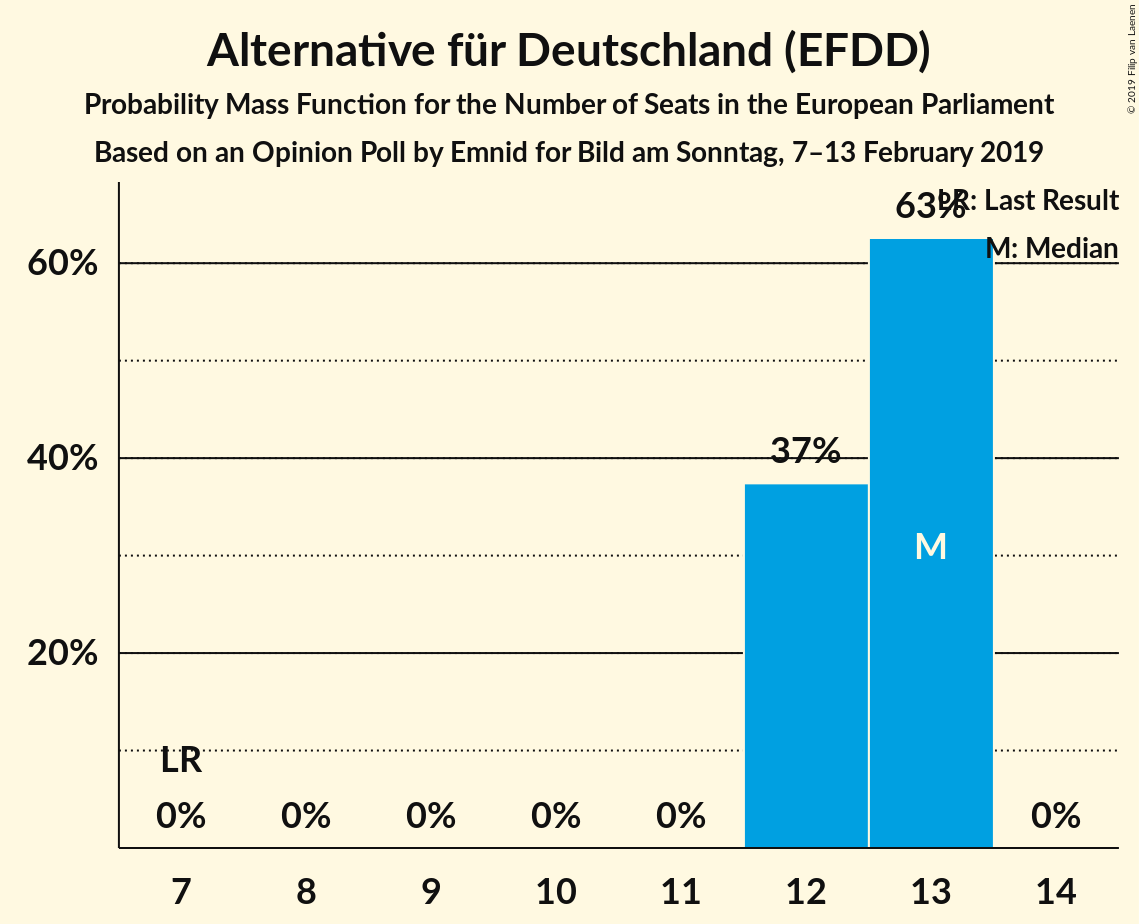 Alternative für Deutschland (EFDD)
Probability Mass Function for the Number of Seats in the European Parliament
Based on an Opinion Poll by Emnid for Bild am Sonntag, 7–13 February 2019
© 2019 Filip van Laenen
63%
LR: Last Result
M: Median
60%
40%
37%
M
20%
LR
0% 0% 0% 0% 0% 0%
7 8 9 10 11 12 13 14